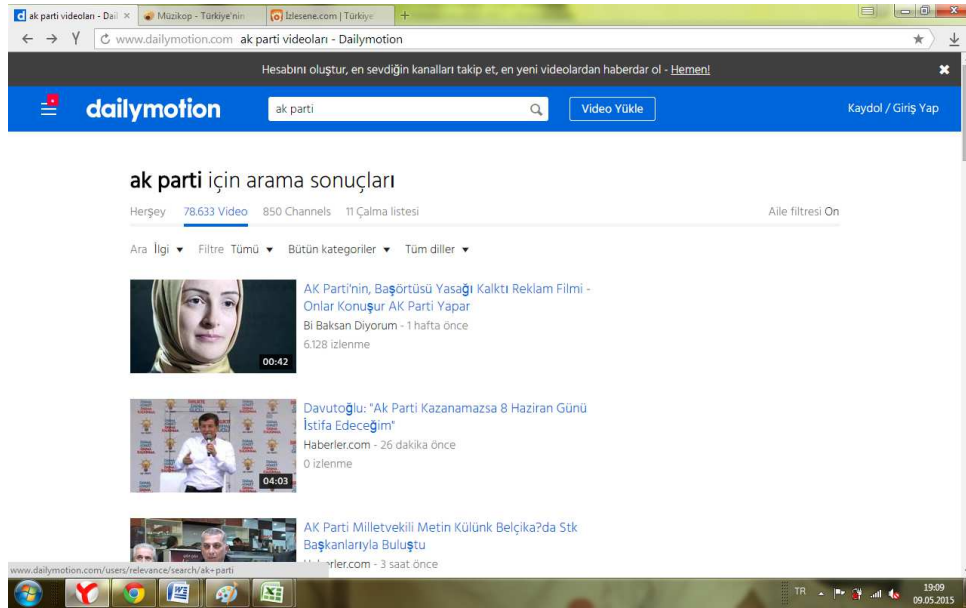 ak parti videoları - Dail
Müzikop - Türkiye'nin
İzlesene.com | Türkiye
www.dailymotion.com ak parti videoları - Dailymotion
Hesabını oluştur, en sevdiğin kanalları takip et, en yeni videolardan haberdar ol - Hemen!
dailymotion
ak parti
Video Yükle
Kaydol / Giriş Yap
ak parti için arama sonuçları
Herşey 78.633 Video 850 Channels 11 Çalma listesi Aile filtresi On
Ara İlgi Filtre Tümü Bütün kategoriler Tüm diller
AK Parti'nin, Başörtüsü Yasağı Kalktı Reklam Filmi -
Onlar Konuşur AK Parti Yapar
Bi Baksan Diyorum - 1 hafta önce
6.128 izlenme
00:42
Davutoğlu: "Ak Parti Kazanamazsa 8 Haziran Günü
İstifa Edeceğim"
Haberler.com - 26 dakika önce
0 izlenme
04:03
AK Parti Milletvekili Metin Külünk Belçika?da Stk
Başkanlarıyla Buluştu
Haberler.com - 3 saat önce
www.dailymotion.com/users/relevance/search/ak+parti
TR
19:09
09.05.2015